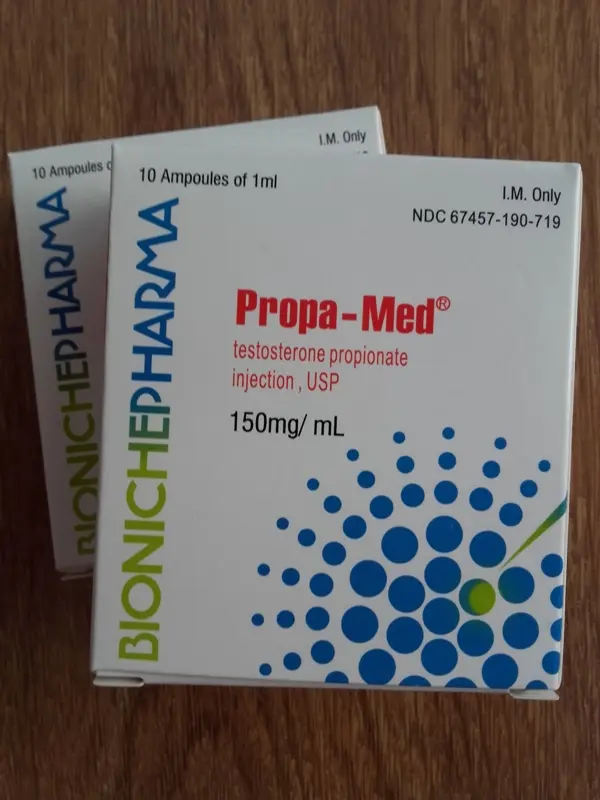 I.M. Only
10 Ampoules
BIONICHEPHARMA
10 Ampoules of 1ml
I.M. Only
NDC 67457-190-719
BIONICHEPHARMA
Propa-Med®
testosterone propionate
injection , USP
150mg/ mL